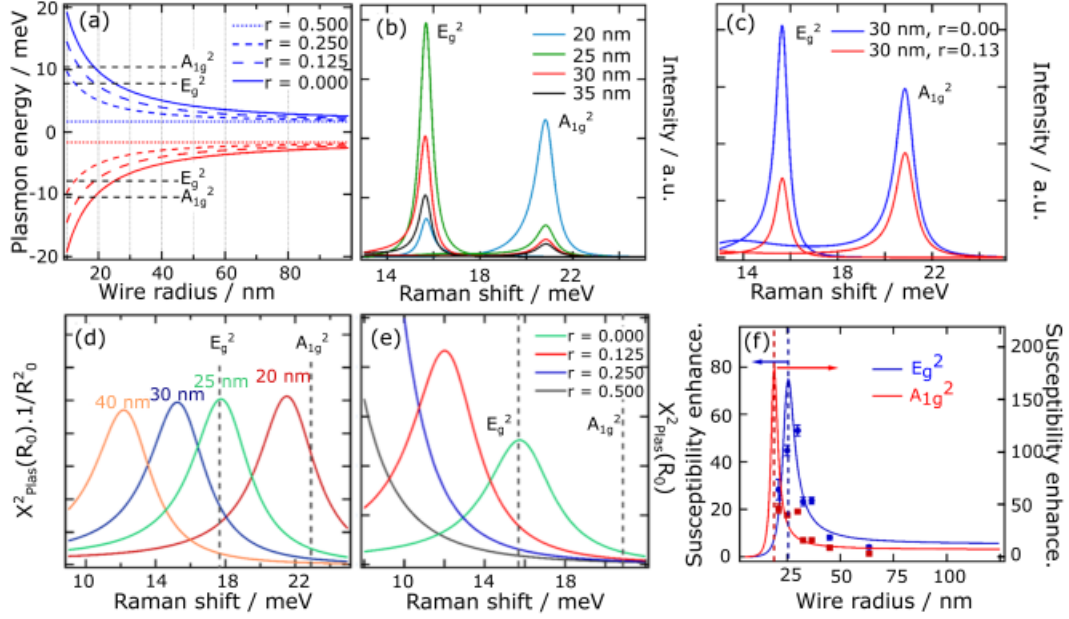 (a)
r = 0.500
r = 0.250
r = 0.125
r = 0.000
A1g²
Eg²
Eg²
A1g²
20
10
0
-10
-20
Plasmon energy / meV
20 40 60 80
Wire radius / nm
(b)
Eg²
20 nm
25 nm
30 nm
35 nm
A1g²
Intensity / a.u.
14 18 22
Raman shift / meV
(c)
Eg²
30 nm, r=0.00
30 nm, r=0.13
A1g²
Intensity / a.u.
14 18 22
Raman shift / meV
(d)
Eg²
A1g²
40 nm
30 nm
25 nm
20 nm
X²Plas(R0).1/R²0
10 14 18 22
Raman shift / meV
(e)
r = 0.000
r = 0.125
r = 0.250
r = 0.500
Eg²
A1g²
X²Plas(R0)
10 14 18
Raman shift / meV
(f)
Eg²
A1g²
Susceptibility enhance.
80
60
40
20
0
200
150
100
50
0
Susceptibility enhance.
25 50 75 100
Wire radius / nm